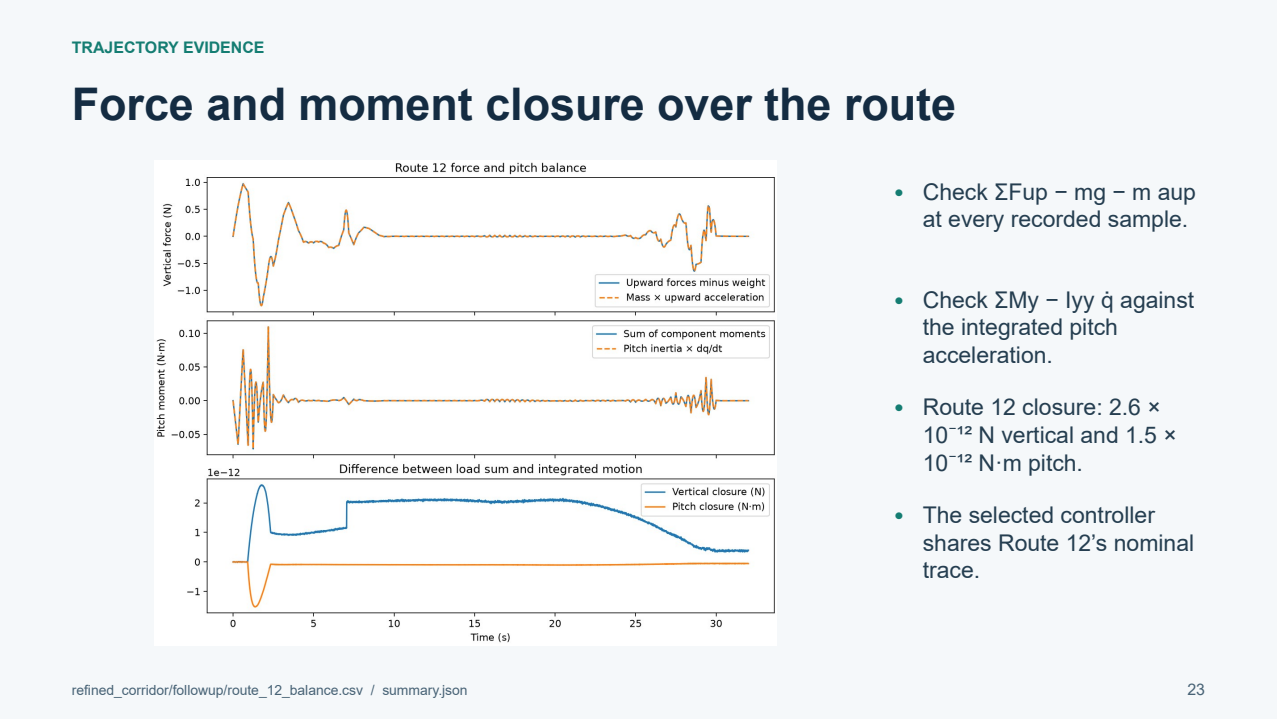 TRAJECTORY EVIDENCE
Force and moment closure over the route
Route 12 force and pitch balance
Vertical force (N)
1.0
0.5
0.0
−0.5
−1.0
Upward forces minus weight
Mass × upward acceleration
Pitch moment (N·m)
0.10
0.05
0.00
−0.05
Sum of component moments
Pitch inertia × dq/dt
1e−12
Difference between load sum and integrated motion
2
1
0
−1
Vertical closure (N)
Pitch closure (N·m)
0 5 10 15 20 25 30
Time (s)
• Check ΣFup − mg − m aup
at every recorded sample.
• Check ΣMy − Iyy q̇ against
the integrated pitch
acceleration.
• Route 12 closure: 2.6 ×
10⁻¹² N vertical and 1.5 ×
10⁻¹² N·m pitch.
• The selected controller
shares Route 12’s nominal
trace.
refined_corridor/followup/route_12_balance.csv / summary.json
23